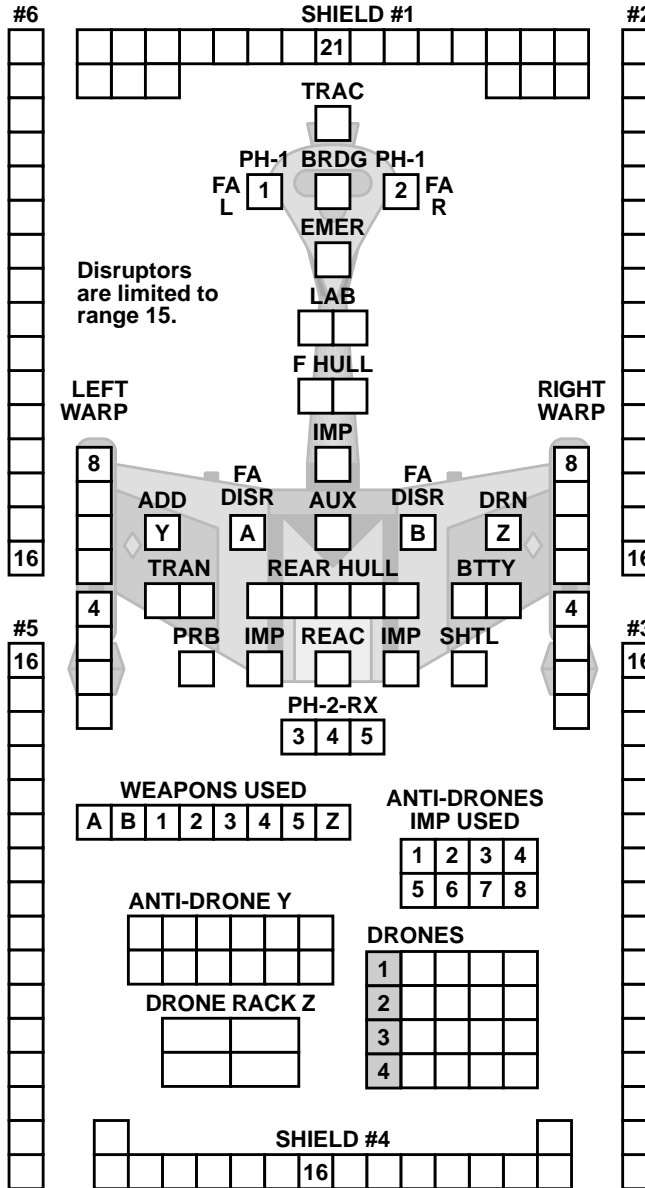 #6 SHIELD #1 #2
21
TRAC
PH-1 BRDG PH-1
FA 1 2 FA
L R
EMER
Disruptors
are limited to
range 15.
LAB
F HULL
LEFT RIGHT
WARP WARP
IMP
8 8
FA FA
ADD DISR AUX DISR DRN
Y A B Z
16 16
TRAN REAR HULL BTTY
4 4
#5 #3
PRB IMP REAC IMP SHTL
16 16
PH-2-RX
3 4 5
WEAPONS USED
A B 1 2 3 4 5 Z
ANTI-DRONES
IMP USED
1 2 3 4
5 6 7 8
ANTI-DRONE Y
DRONES
1
2
3
4
DRONE RACK Z
SHIELD #4
16